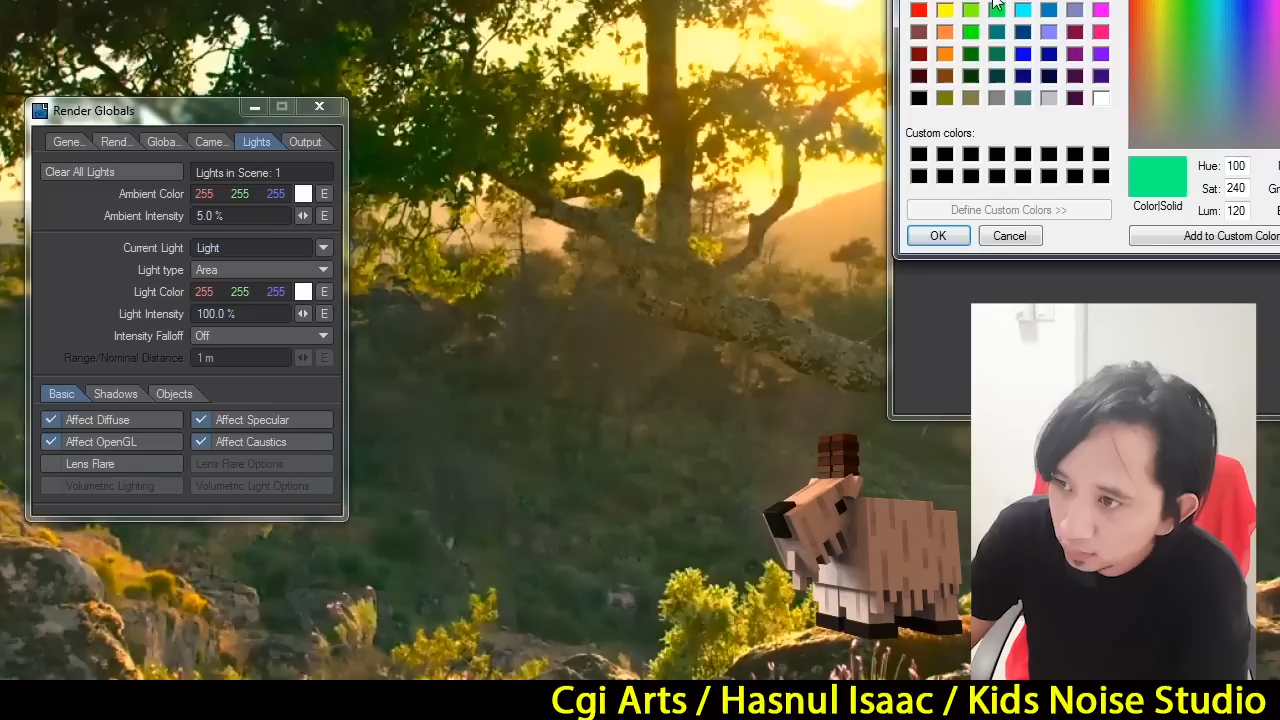 Render Globals
Gene... Rend... Globa... Came... Lights Output
Clear All Lights Lights in Scene: 1
Ambient Color 255 255 255 E
Ambient Intensity 5.0 % E
Current Light Light
Light type Area
Light Color 255 255 255 E
Light Intensity 100.0 % E
Intensity Falloff Off
Range/Nominal Distance 1 m E
Basic Shadows Objects
Affect Diffuse Affect Specular
Affect OpenGL Affect Caustics
Lens Flare Lens Flare Options
Volumetric Lighting Volumetric Light Options
Custom colors:
Define Custom Colors >>
OK Cancel
Color|Solid
Hue: 100
Sat: 240
Lum: 120
Add to Custom Color
Cgi Arts / Hasnul Isaac / Kids Noise Studio